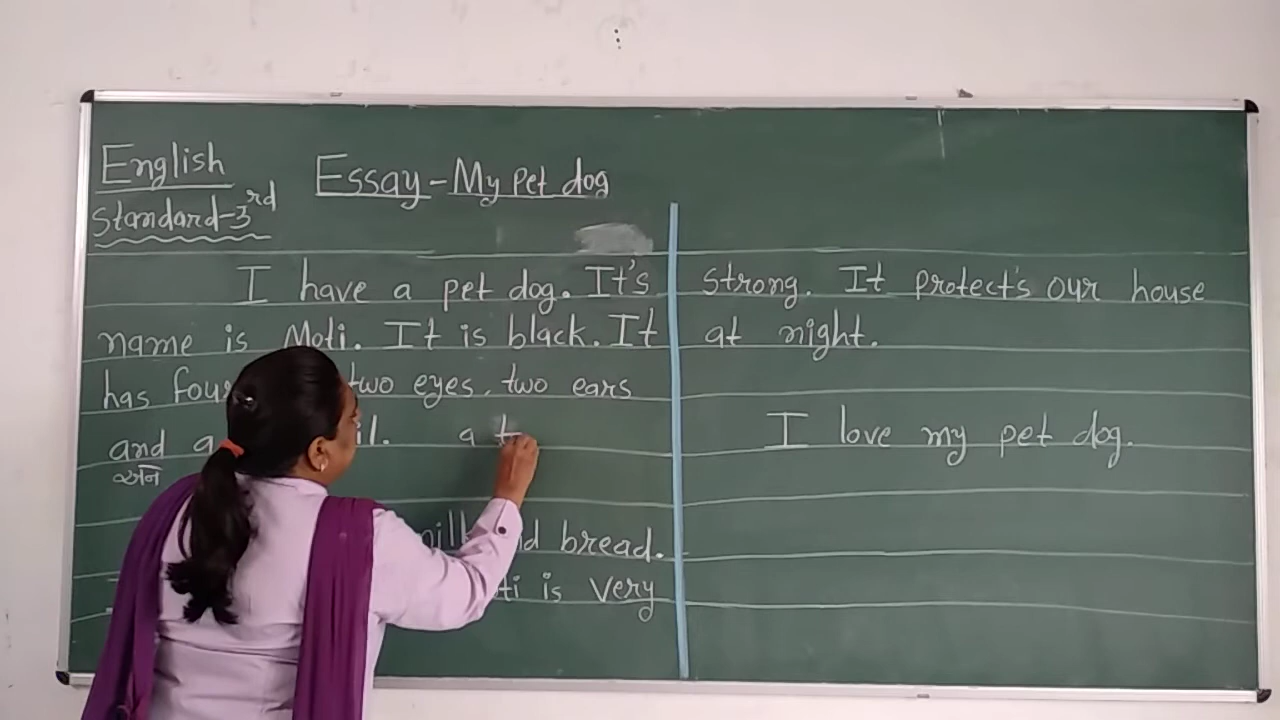 English
Standard-3rd
Essay-My pet dog
I have a pet dog. It's
name is Moti. It is black. It
has four two eyes, two ears
and a a t
અને
milk and bread.
is very
strong. It protect's our house
at night.
I love my pet dog.